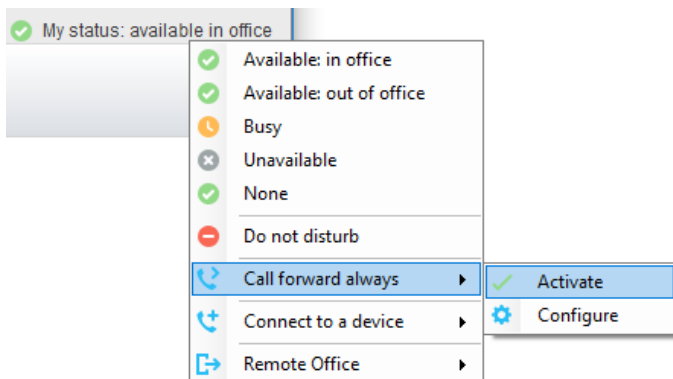 My status: available in office
Available: in office
Available: out of office
Busy
Unavailable
None
Do not disturb
Call forward always
Activate
Configure
Connect to a device
Remote Office